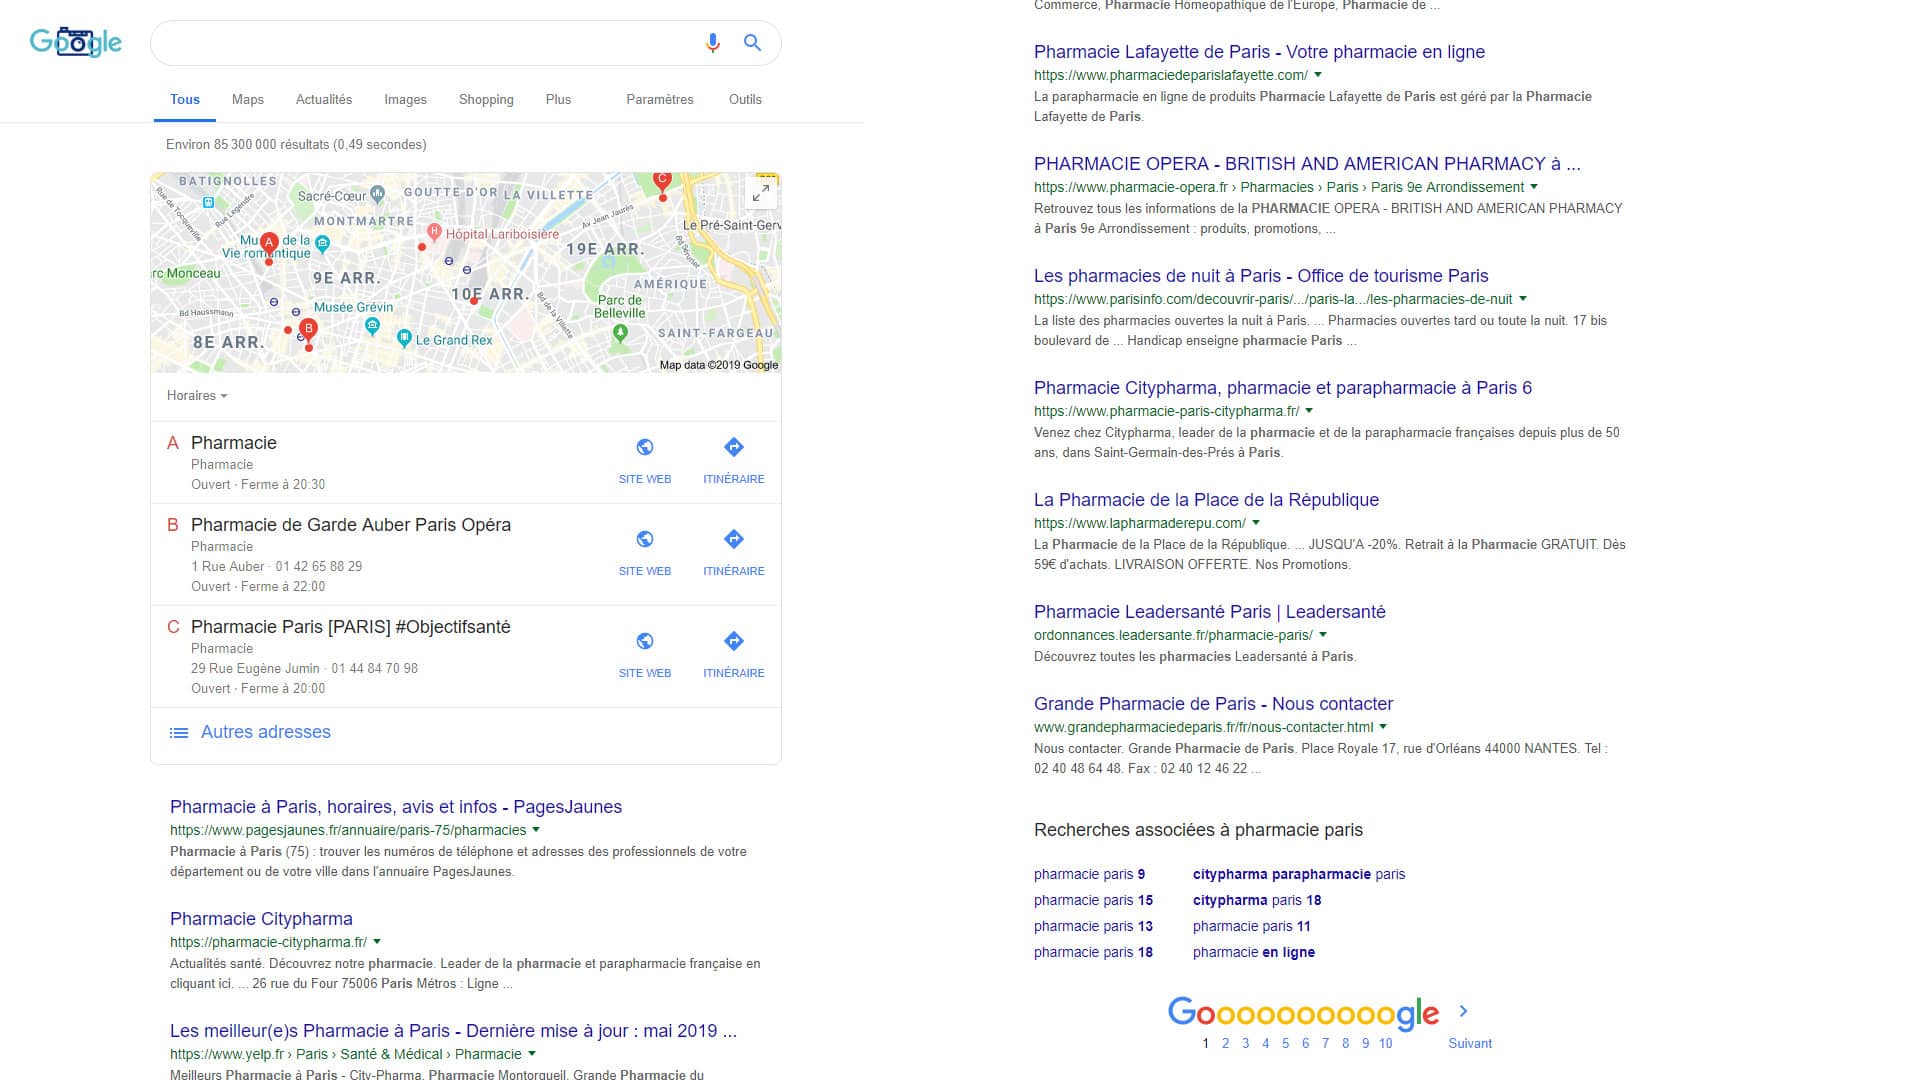 Google
Tous Maps Actualités Images Shopping Plus Paramètres Outils
Environ 85 300 000 résultats (0,49 secondes)
BATIGNOLLES
Sacré-Cœur
GOUTTE D'OR
LA VILLETTE
C
Rue de Tocqueville
Rue Legendre
MONTMARTRE
Av Jean Jaurès
Le Pré-Saint-Gerv
H
Hôpital Lariboisière
A
de la
Vie romantique
19E ARR.
Bd Sérurier
rc Monceau
9E ARR.
AMÉRIQUE
10E ARR.
Musée Grévin
Bd Haussmann
Bd de la Villette
Parc de
Belleville
B
8E ARR.
Le Grand Rex
SAINT-FARGEAU
Map data ©2019 Google
Horaires
A Pharmacie
Pharmacie
Ouvert · Ferme à 20:30
SITE WEB ITINÉRAIRE
B Pharmacie de Garde Auber Paris Opéra
Pharmacie
1 Rue Auber · 01 42 65 88 29
Ouvert · Ferme à 22:00
SITE WEB ITINÉRAIRE
C Pharmacie Paris [PARIS] #Objectifsanté
Pharmacie
29 Rue Eugène Jumin · 01 44 84 70 98
Ouvert · Ferme à 20:00
SITE WEB ITINÉRAIRE
Autres adresses
Pharmacie à Paris, horaires, avis et infos - PagesJaunes
https://www.pagesjaunes.fr/annuaire/paris-75/pharmacies
Pharmacie à Paris (75) : trouver les numéros de téléphone et adresses des professionnels de votre
département ou de votre ville dans l'annuaire PagesJaunes.
Pharmacie Citypharma
https://pharmacie-citypharma.fr/
Actualités santé. Découvrez notre pharmacie. Leader de la pharmacie et parapharmacie française en
cliquant ici. ... 26 rue du Four 75006 Paris Métros : Ligne ...
Les meilleur(e)s Pharmacie à Paris - Dernière mise à jour : mai 2019 ...
https://www.yelp.fr › Paris › Santé & Médical › Pharmacie
Meilleurs Pharmacie à Paris - City-Pharma, Pharmacie Montorgueil, Grande Pharmacie du
Commerce, Pharmacie Homeopathique de l'Europe, Pharmacie de ...
Pharmacie Lafayette de Paris - Votre pharmacie en ligne
https://www.pharmaciedeparislafayette.com/
La parapharmacie en ligne de produits Pharmacie Lafayette de Paris est géré par la Pharmacie
Lafayette de Paris.
PHARMACIE OPERA - BRITISH AND AMERICAN PHARMACY à ...
https://www.pharmacie-opera.fr › Pharmacies › Paris › Paris 9e Arrondissement
Retrouvez tous les informations de la PHARMACIE OPERA - BRITISH AND AMERICAN PHARMACY
à Paris 9e Arrondissement : produits, promotions, ...
Les pharmacies de nuit à Paris - Office de tourisme Paris
https://www.parisinfo.com/decouvrir-paris/.../paris-la.../les-pharmacies-de-nuit
La liste des pharmacies ouvertes la nuit à Paris. ... Pharmacies ouvertes tard ou toute la nuit. 17 bis
boulevard de ... Handicap enseigne pharmacie Paris ...
Pharmacie Citypharma, pharmacie et parapharmacie à Paris 6
https://www.pharmacie-paris-citypharma.fr/
Venez chez Citypharma, leader de la pharmacie et de la parapharmacie françaises depuis plus de 50
ans, dans Saint-Germain-des-Prés à Paris.
La Pharmacie de la Place de la République
https://www.lapharmaderepu.com/
La Pharmacie de la Place de la République. ... JUSQU'A -20%. Retrait à la Pharmacie GRATUIT. Dès
59€ d'achats. LIVRAISON OFFERTE. Nos Promotions.
Pharmacie Leadersanté Paris | Leadersanté
ordonnances.leadersante.fr/pharmacie-paris/
Découvrez toutes les pharmacies Leadersanté à Paris.
Grande Pharmacie de Paris - Nous contacter
www.grandepharmaciedeparis.fr/fr/nous-contacter.html
Nous contacter. Grande Pharmacie de Paris. Place Royale 17, rue d'Orléans 44000 NANTES. Tel :
02 40 48 64 48. Fax : 02 40 12 46 22 ...
Recherches associées à pharmacie paris
pharmacie paris 9 citypharma parapharmacie paris
pharmacie paris 15 citypharma paris 18
pharmacie paris 13 pharmacie paris 11
pharmacie paris 18 pharmacie en ligne
Goooooooooogle
1 2 3 4 5 6 7 8 9 10 Suivant